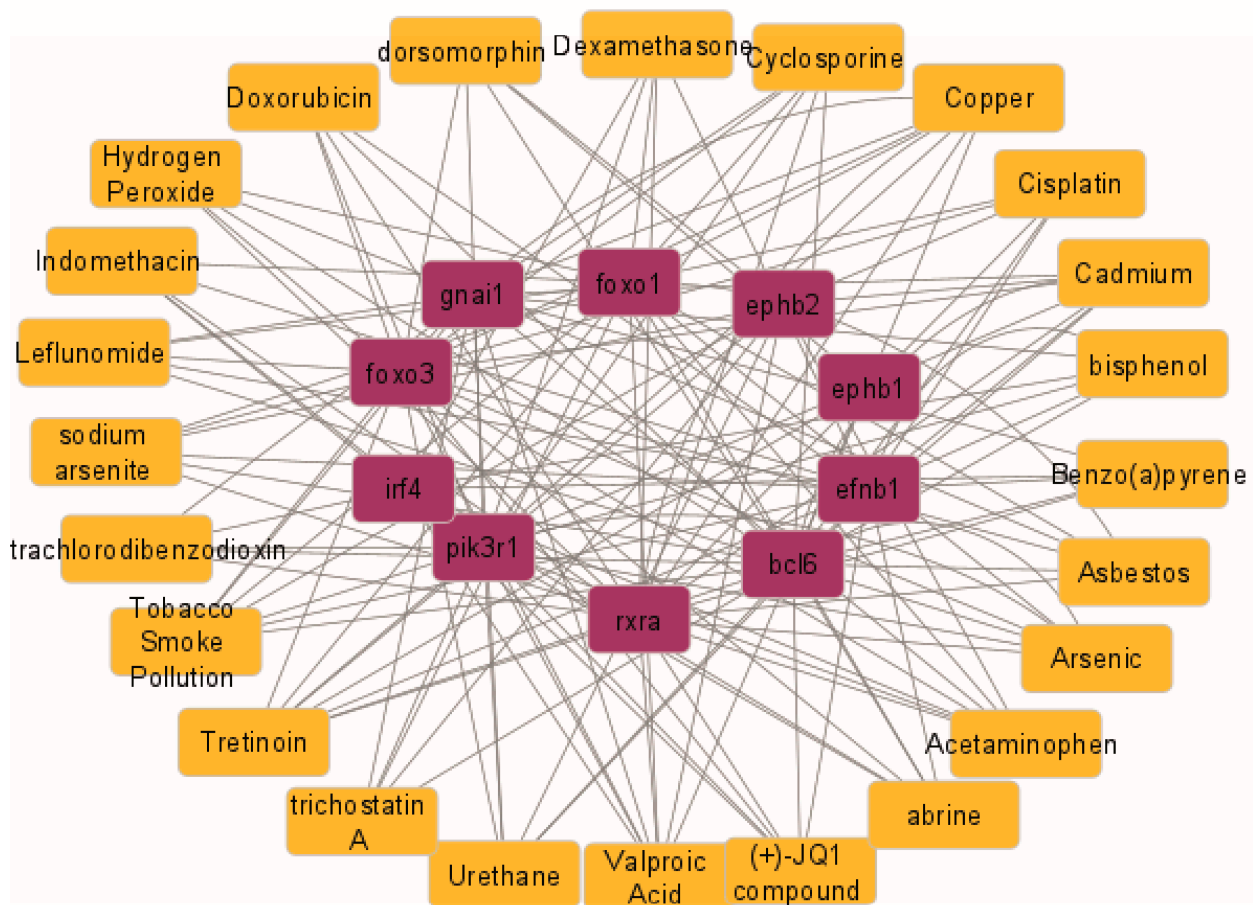 Dexamethasone
dorsomorphin
Cyclosporine
Doxorubicin
Copper
Hydrogen
Peroxide
Cisplatin
Indomethacin
Cadmium
gnai1
foxo1
ephb2
Leflunomide
foxo3
ephb1
bisphenol
sodium
arsenite
irf4
efnb1
Benzo(a)pyrene
trachlorodibenzodioxin
pik3r1
bcl6
Asbestos
Tobacco
Smoke
Pollution
rxra
Arsenic
Tretinoin
Acetaminophen
trichostatin
A
abrine
Urethane
Valproic
Acid
(+)-JQ1
compound